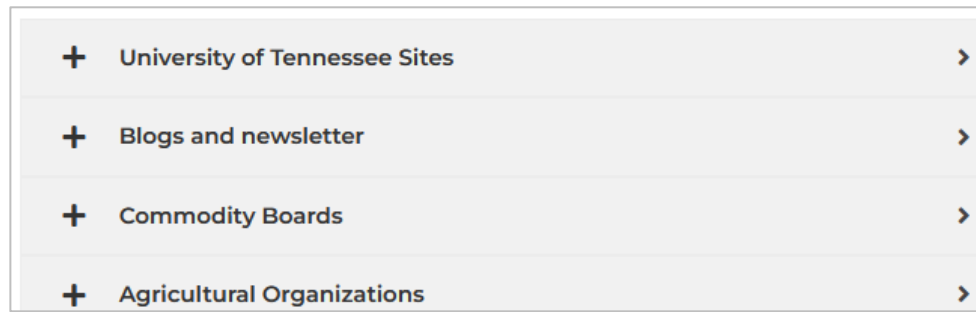 University of Tennessee Sites
Blogs and newsletter
Commodity Boards
Agricultural Organizations